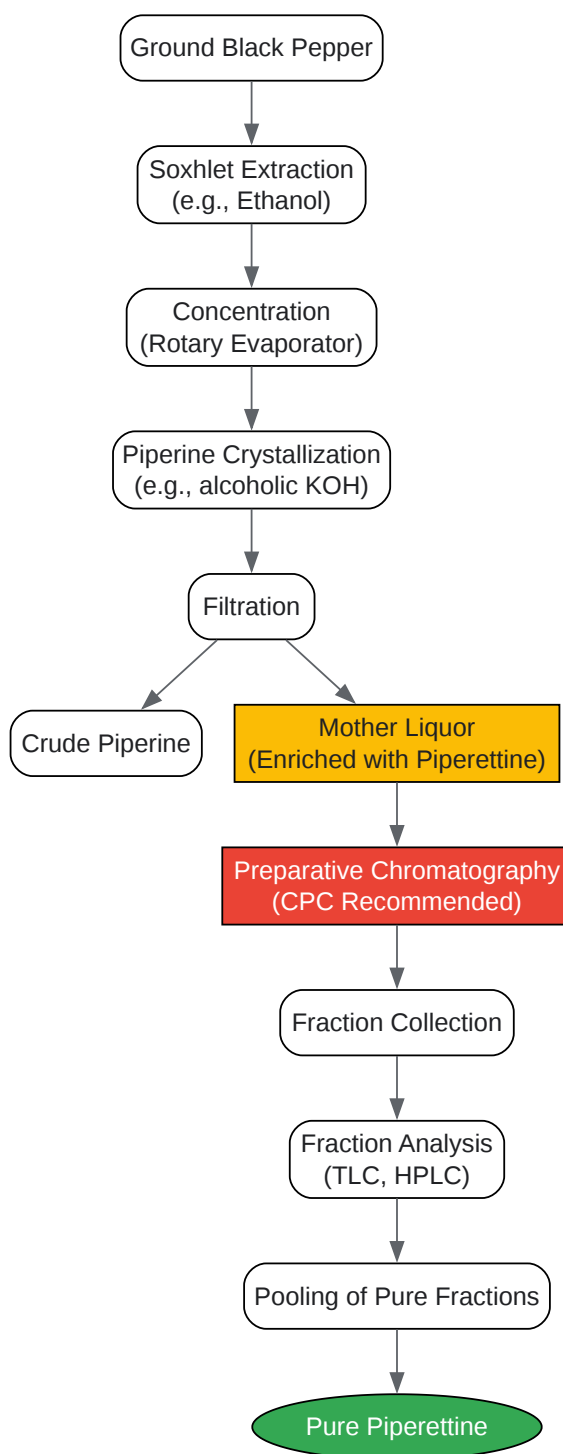 Ground Black Pepper
Soxhlet Extraction
(e.g., Ethanol)
Concentration
(Rotary Evaporator)
Piperine Crystallization
(e.g., alcoholic KOH)
Filtration
Crude Piperine
Mother Liquor
(Enriched with Piperettine)
Preparative Chromatography
(CPC Recommended)
Fraction Collection
Fraction Analysis
(TLC, HPLC)
Pooling of Pure Fractions
Pure Piperettine